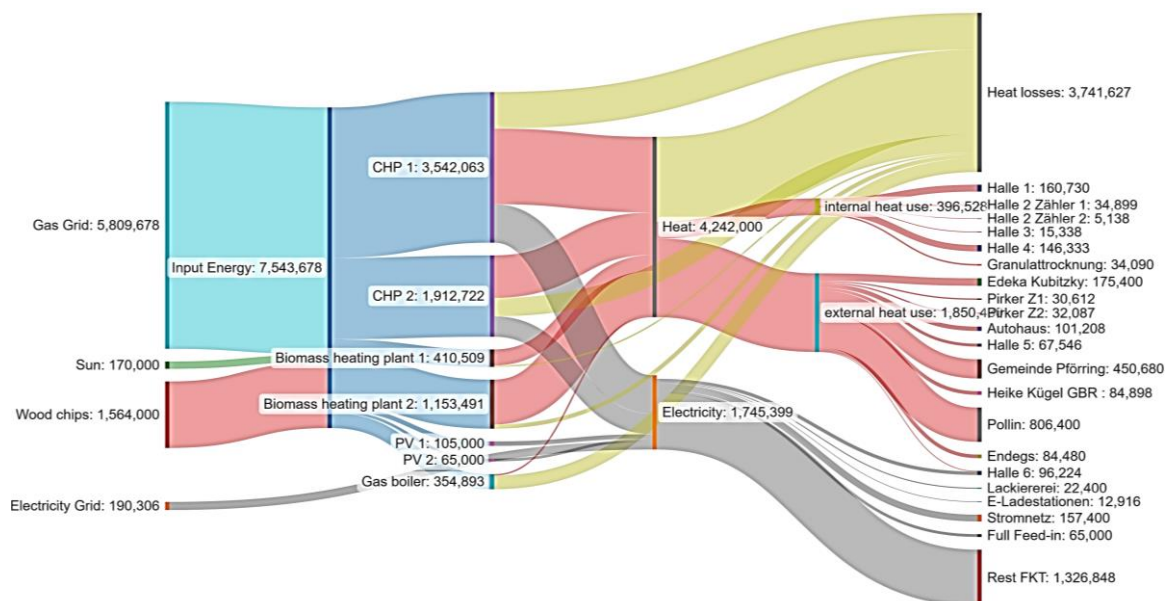 Gas Grid: 5,809,678
Sun: 170,000
Wood chips: 1,564,000
Electricity Grid: 190,306
Input Energy: 7,543,678
CHP 1: 3,542,063
CHP 2: 1,912,722
Biomass heating plant 1: 410,509
Biomass heating plant 2: 1,153,491
PV 1: 105,000
PV 2: 65,000
Gas boiler: 354,893
Heat: 4,242,000
Electricity: 1,745,399
internal heat use: 396,528
external heat use:
Heat losses: 3,741,627
Halle 1: 160,730
Halle 2 Zähler 1: 34,899
Halle 2 Zähler 2: 5,138
Halle 3: 15,338
Halle 4: 146,333
Granulattrocknung: 34,090
Edeka Kubitzky: 175,400
Pirker Z1: 30,612
Pirker Z2: 32,087
Autohaus: 101,208
Halle 5: 67,546
Gemeinde Pförring: 450,680
Heike Kügel GBR : 84,898
Pollin: 806,400
Endegs: 84,480
Halle 6: 96,224
Lackiererei: 22,400
E-Ladestationen: 12,916
Stromnetz: 157,400
Full Feed-in: 65,000
Rest FKT: 1,326,848